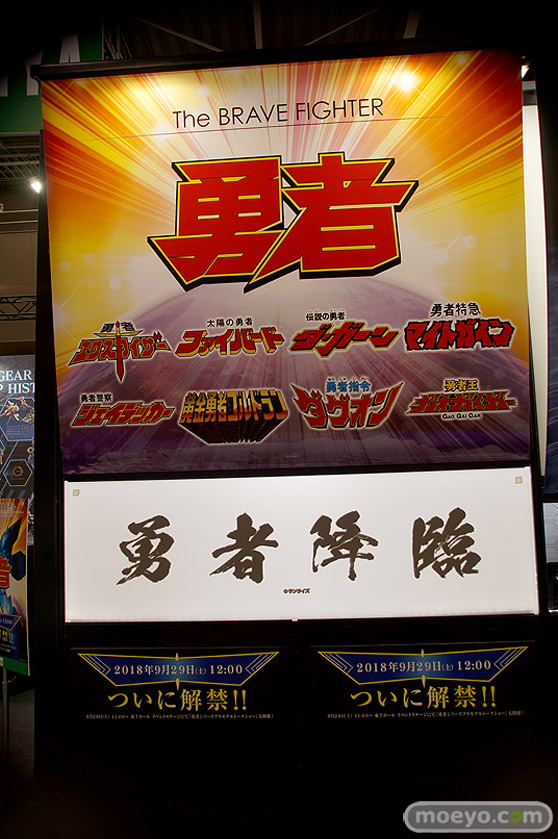 The BRAVE FIGHTER
勇者
勇者
エクスカイザー
太陽の勇者
ファイバード
伝説の勇者
ダ・ガーン
勇者特急
マイトガイン
勇者警察
ジェイデッカー
黄金勇者ゴルドラン
勇者指令
ダグオン
勇者王
ガオガイガー
GAO GAI GAR
勇者降臨
©サンライズ
2018年9月29日(土) 12:00
ついに解禁!!
2018年9月29日(土) 12:00
ついに解禁!!
GEAR
HIST
moeyo.com